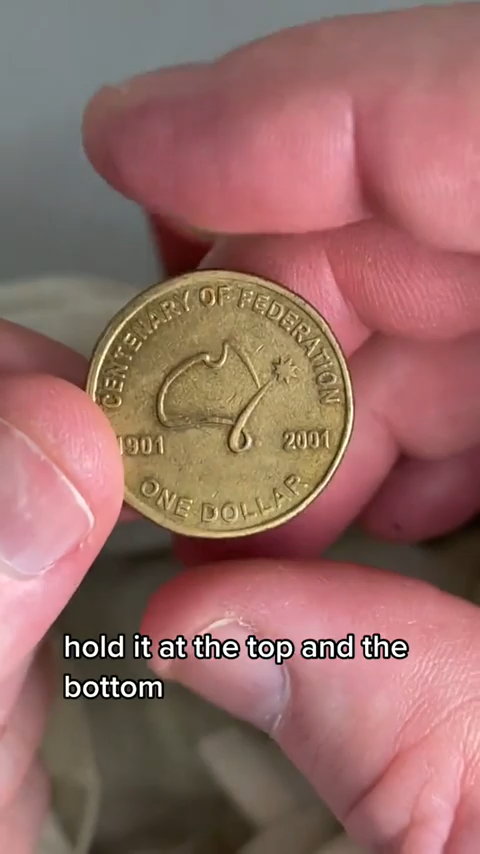 CENTENARY OF FEDERATION
1901 2001
ONE DOLLAR
hold it at the top and the
bottom